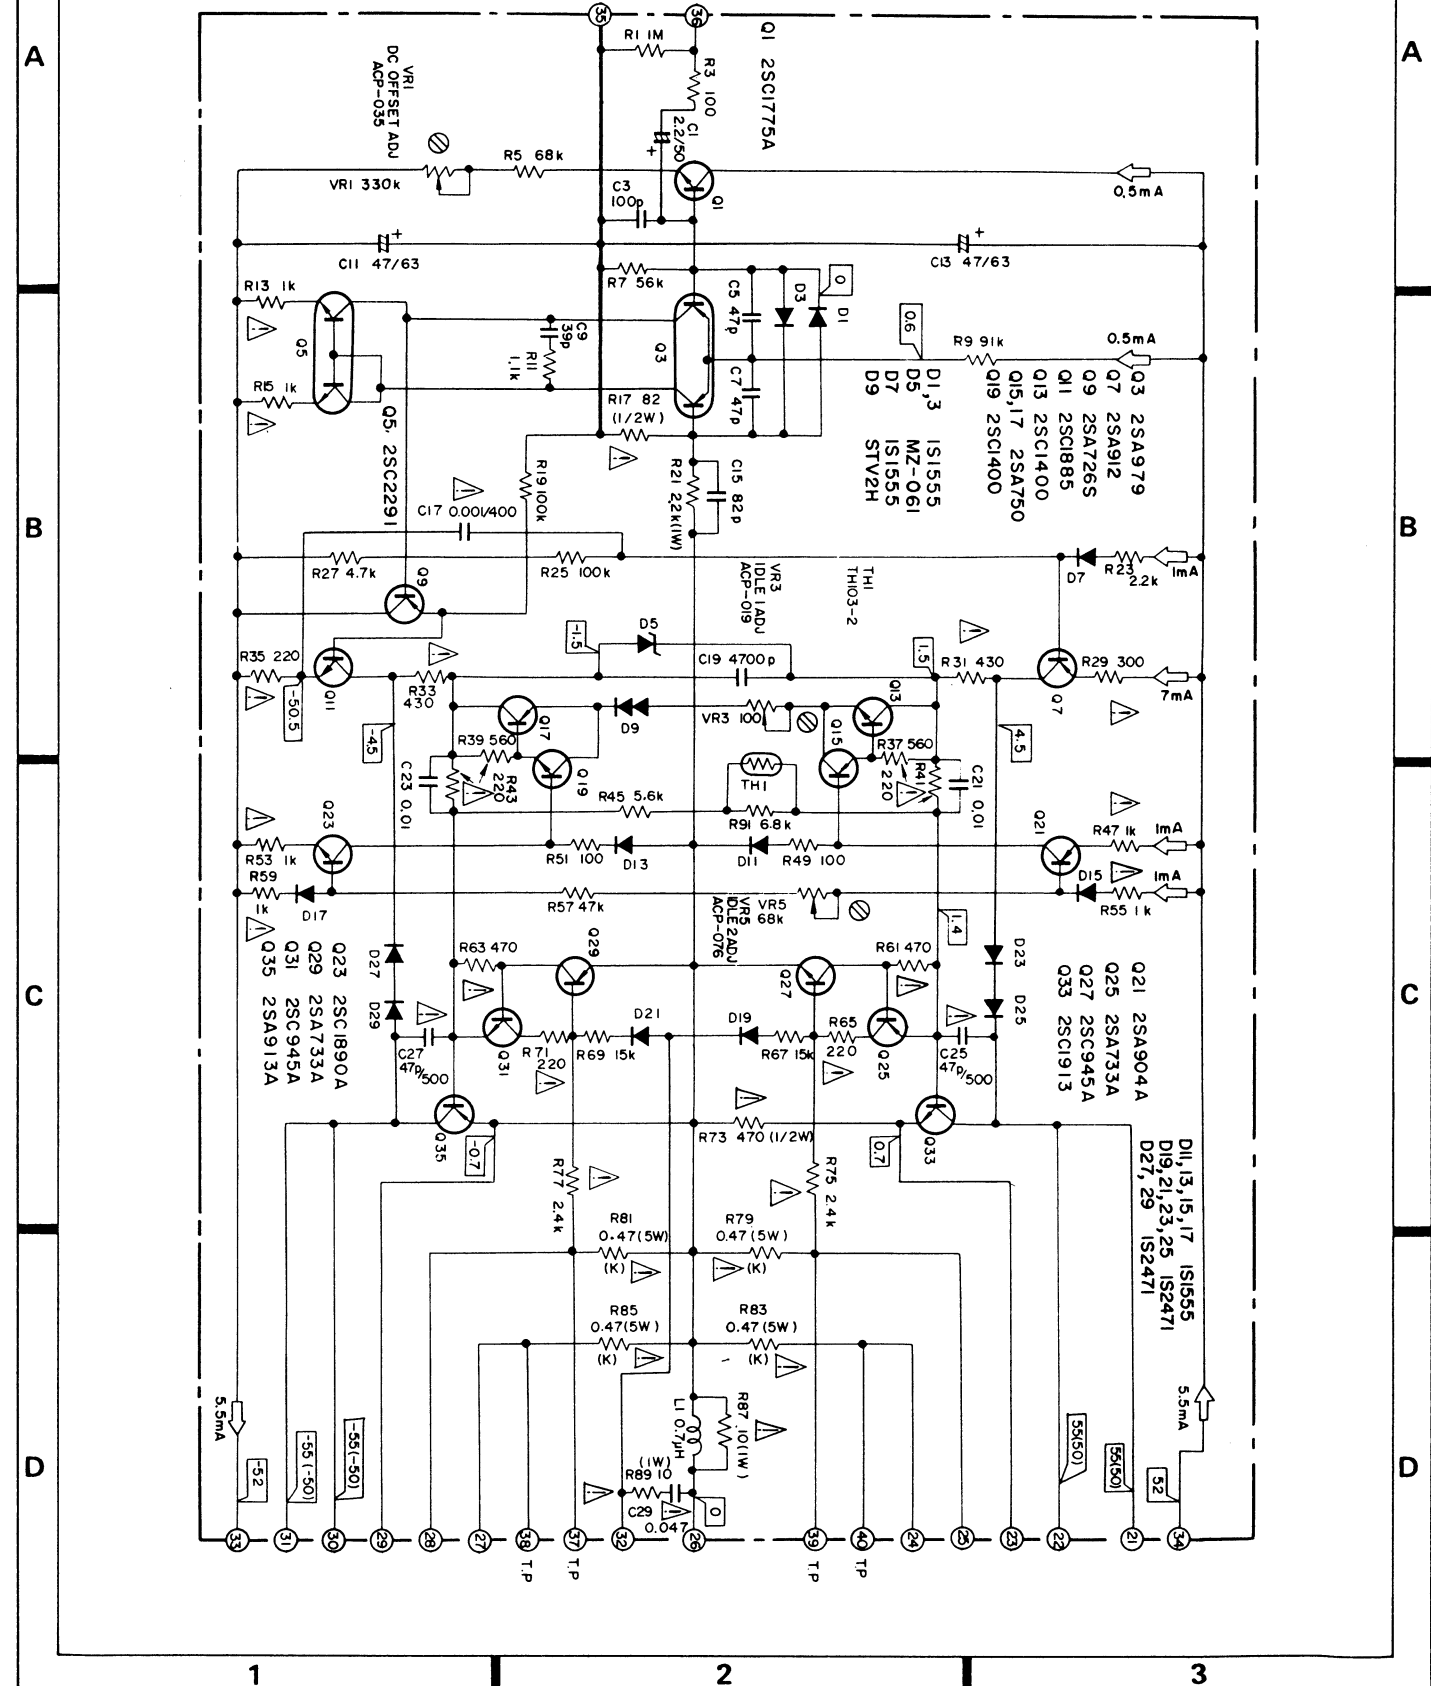 A
A
35
36
R1 1M
Q1 2SC1775A
VR1
DC OFFSET ADJ
ACP-035
R3 100
C1
2.2/50
+
R5 68k
VR1 330k
C3
100p
Q1
0.5mA
+
C11 47/63
+
C13 47/63
R7 56k
R13 1k
Q5
R15 1k
C9
39p
R11
1.1k
Q3
C5 47p
C7 47p
D3
D1
0
0.6
R9 91k
0.5mA
R17 82
(1/2W)
Q5, 2SC2291
Q3 2SA979
Q7 2SA912
Q9 2SA726S
Q11 2SC1885
Q13 2SC1400
Q15,17 2SA750
Q19 2SC1400
D1,3 1S1555
D5 MZ-061
D7 1S1555
D9 STV2H
B
B
R19 100k
R21 2.2k(1W)
C15 82p
C17 0.001/400
R27 4.7k
R25 100k
D7
R23
2.2k
1mA
Q9
VR3
IDLE 1 ADJ
ACP-019
TH1
TH103-2
-1.5
D5
1.5
R35 220
Q11
R33
430
C19 4700p
R31 430
R29 300
Q7
7mA
-50.5
-45
4.5
Q17
D9
VR3 100
Q13
R39 560
Q19
Q15
R37 560
C23 0.01
R43
220
TH1
220
R41
C21 0.01
R45 5.6k
R91 6.8k
Q23
Q21
R53 1k
R51 100
D13
D11
R49 100
R47 1k
1mA
R59
1k
D17
R57 47k
VR5
68k
VR5
IDLE 2 ADJ
ACP-076
D15
R55 1k
1mA
1.4
C
C
Q23 2SC1890A
Q29 2SA733A
Q31 2SC945A
Q35 2SA913A
D27
D29
R63 470
Q29
Q27
R61 470
D23
D25
Q21 2SA904A
Q25 2SA733A
Q27 2SC945A
Q33 2SC1913
C27
47p/500
Q31
R71
220
R69 15k
D21
D19
R67 15k
R65
220
Q25
C25
47p/500
Q35
-0.7
R73 470 (1/2W)
0.7
Q33
R77 2.4k
R75 2.4k
D11,13,15,17 1S1555
D19,21,23,25 1S2471
D27, 29 1S2471
R81
0.47(5W)
(K)
R79
0.47(5W)
(K)
R85
0.47(5W)
(K)
R83
0.47(5W)
(K)
L1 0.7μH
R87 10(1W)
(1W)
R89 10
C29
0.047
0
5.5mA
-52
-55(-50)
-55(-50)
55(50)
55(50)
52
5.5mA
D
D
33
31
30
29
28
27
38
37
32
26
39
40
24
25
23
22
21
34
T.P
T.P
T.P
T.P
1
2
3